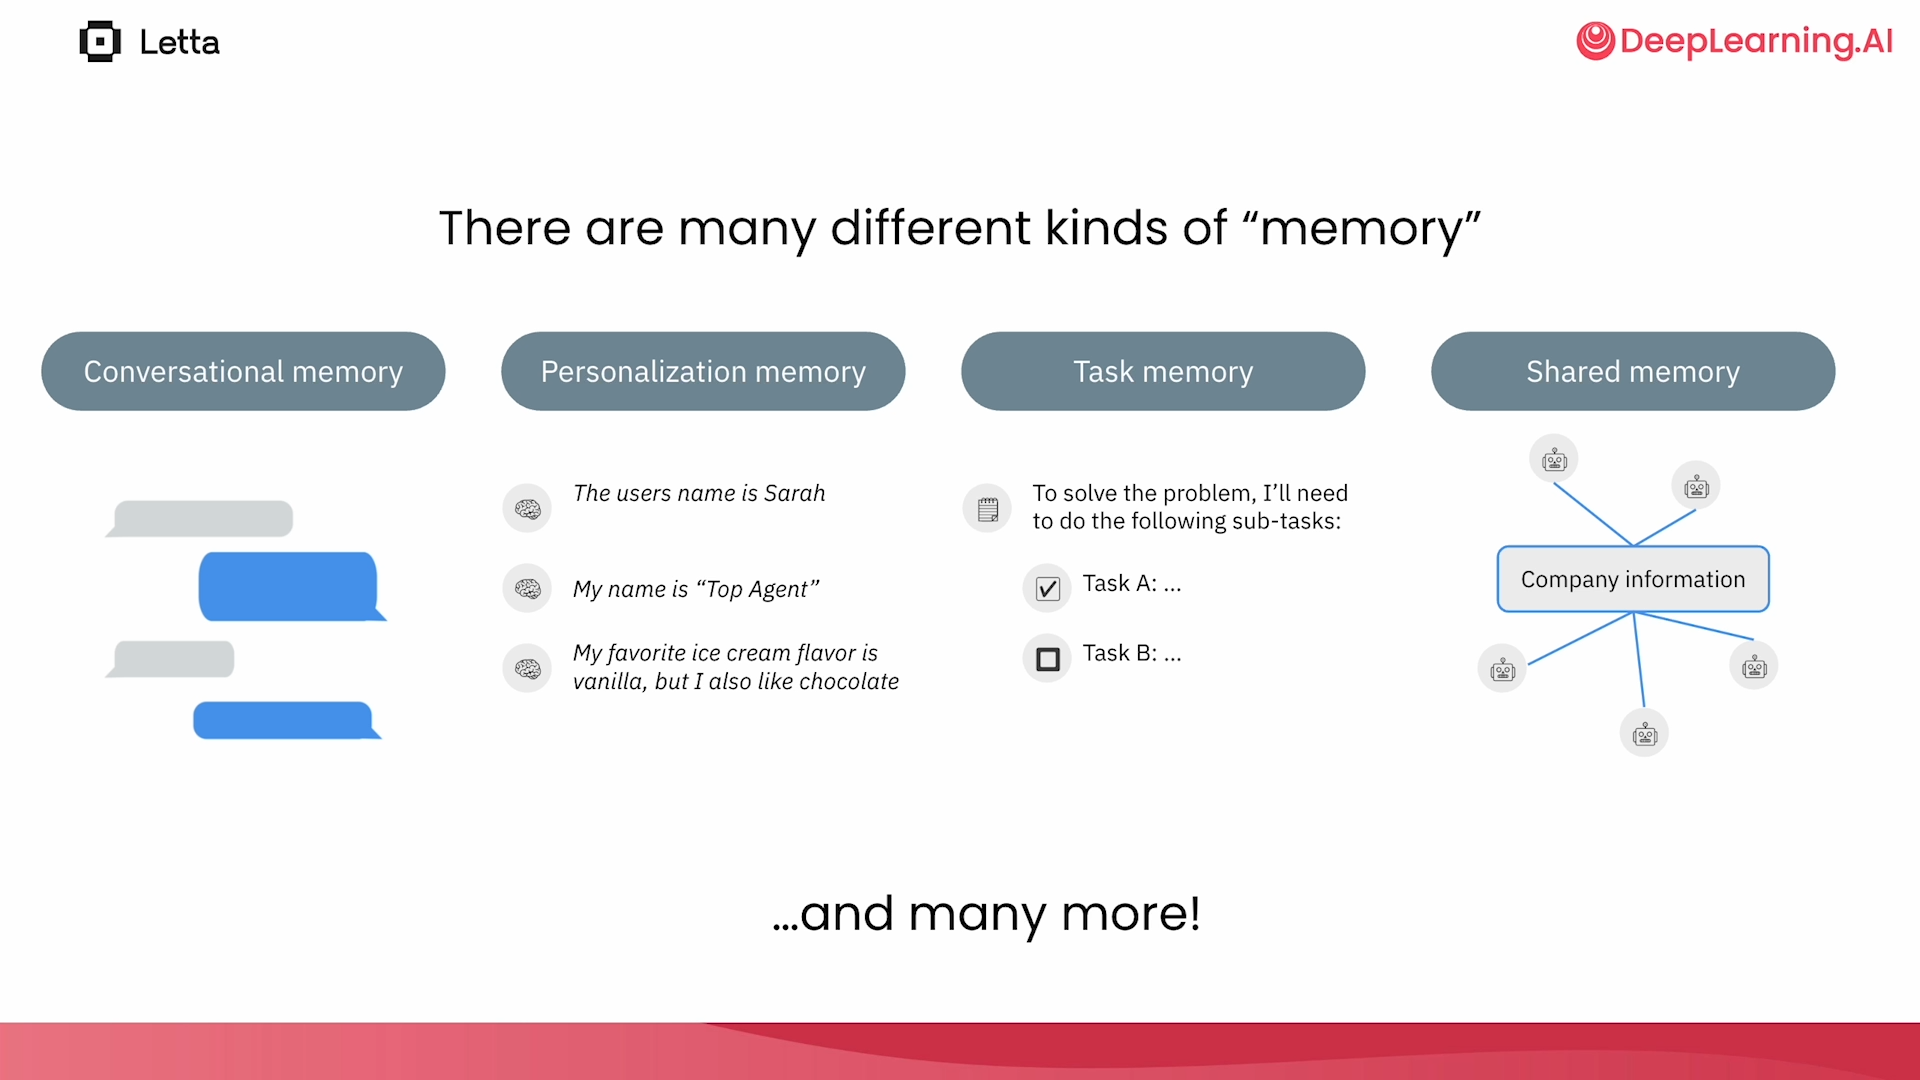 Letta
DeepLearning.AI
There are many different kinds of “memory”
Conversational memory
Personalization memory
The users name is Sarah
My name is “Top Agent”
My favorite ice cream flavor is
vanilla, but I also like chocolate
Task memory
To solve the problem, I’ll need
to do the following sub-tasks:
Task A: ...
Task B: ...
Shared memory
Company information
...and many more!